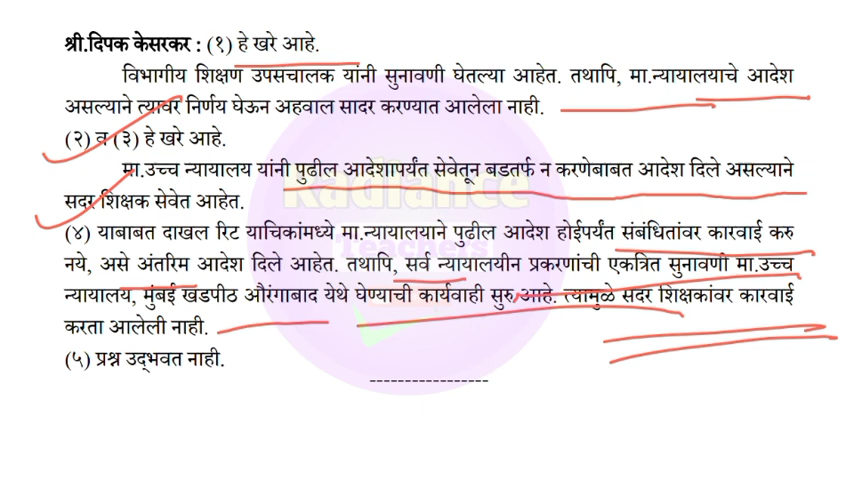 श्री.दिपक केसरकर : (१) हे खरे आहे.
विभागीय शिक्षण उपसचालक यांनी सुनावणी घेतल्या आहेत. तथापि, मा.न्यायालयाचे आदेश
असल्याने त्यावर निर्णय घेऊन अहवाल सादर करण्यात आलेला नाही.
(२) व (३) हे खरे आहे.
मा.उच्च न्यायालय यांनी पुढील आदेशापर्यंत सेवेतून बडतर्फ न करणेबाबत आदेश दिले असल्याने
सदर शिक्षक सेवेत आहेत.
(४) याबाबत दाखल रिट याचिकांमध्ये मा.न्यायालयाने पुढील आदेश होईपर्यंत संबंधितांवर कारवाई करु
नये, असे अंतरिम आदेश दिले आहेत. तथापि, सर्व न्यायालयीन प्रकरणांची एकत्रित सुनावणी मा.उच्च
न्यायालय, मुंबई खंडपीठ औरंगाबाद येथे घेण्याची कार्यवाही सुरु आहे. त्यामुळे सदर शिक्षकांवर कारवाई
करता आलेली नाही.
(५) प्रश्न उद्‌भवत नाही.
-----------------
Radiance
Teachers